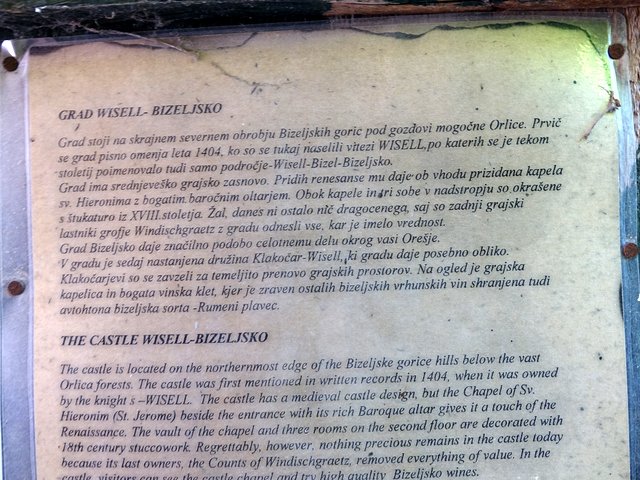 GRAD WISELL- BIZELJSKO
Grad stoji na skrajnem severnem obrobju Bizeljskih goric pod gozdovi mogočne Orlice. Prvič
se grad pisno omenja leta 1404, ko so se tukaj naselili vitezi WISELL,po katerih se je tekom
stoletij poimenovalo tudi samo področje-Wisell-Bizel-Bizeljsko.
Grad ima srednjeveško grajsko zasnovo. Pridih renesanse mu daje ob vhodu prizidana kapela
sv. Hieronima z bogatim baročnim oltarjem. Obok kapele in tri sobe v nadstropju so okrašene
s štukaturo iz XVIII.stoletja. Žal, danes ni ostalo nič dragocenega, saj so zadnji grajski
lastniki grofje Windischgraetz z gradu odnesli vse, kar je imelo vrednost.
Grad Bizeljsko daje značilno podobo celotnemu delu okrog vasi Orešje.
V gradu je sedaj nastanjena družina Klakočar-Wisell, ki gradu daje posebno obliko.
Klakočarjevi so se zavzeli za temeljito prenovo grajskih prostorov. Na ogled je grajska
kapelica in bogata vinska klet, kjer je zraven ostalih bizeljskih vrhunskih vin shranjena tudi
avtohtona bizeljska sorta -Rumeni plavec.
THE CASTLE WISELL-BIZELJSKO
The castle is located on the northernmost edge of the Bizeljske gorice hills below the vast
Orlica forests. The castle was first mentioned in written records in 1404, when it was owned
by the knight s –WISELL. The castle has a medieval castle design, but the Chapel of Sv.
Hieronim (St. Jerome) beside the entrance with its rich Baroque altar gives it a touch of the
Renaissance. The vault of the chapel and three rooms on the second floor are decorated with
18th century stuccowork. Regrettably, however, nothing precious remains in the castle today
because its last owners, the Counts of Windischgraetz, removed everything of value. In the
castle, visitors can see the castle chapel and try high quality Bizeljsko wines.